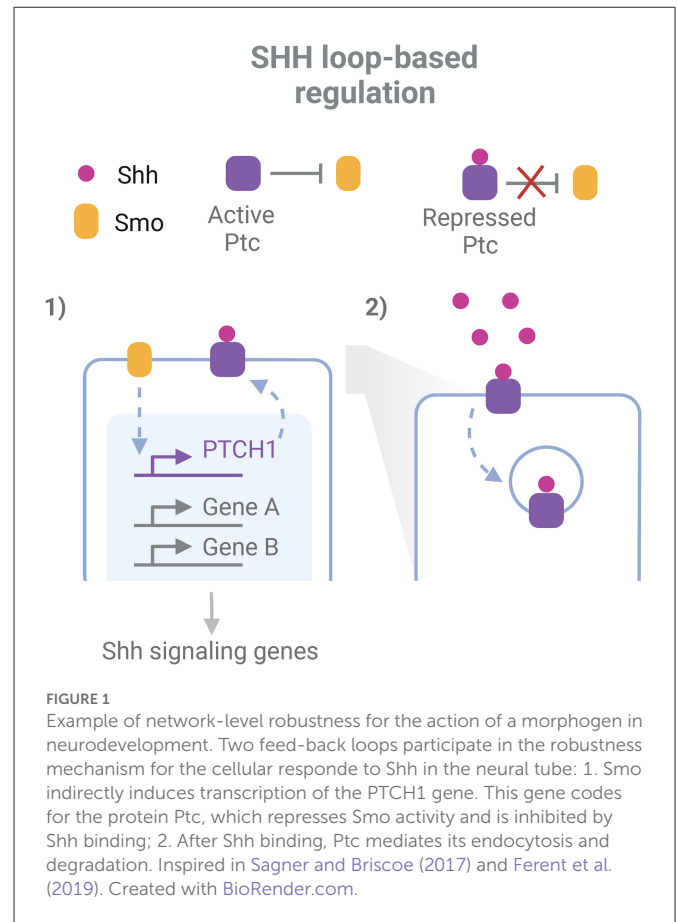 SHH loop-based
regulation
Shh
Smo
Active
Ptc
Repressed
Ptc
1)
2)
PTCH1
Gene A
Gene B
Shh signaling genes
FIGURE 1
Example of network-level robustness for the action of a morphogen in
neurodevelopment. Two feed-back loops participate in the robustness
mechanism for the cellular responde to Shh in the neural tube: 1. Smo
indirectly induces transcription of the PTCH1 gene. This gene codes
for the protein Ptc, which represses Smo activity and is inhibited by
Shh binding; 2. After Shh binding, Ptc mediates its endocytosis and
degradation. Inspired in Sagner and Briscoe (2017) and Ferent et al.
(2019). Created with BioRender.com.